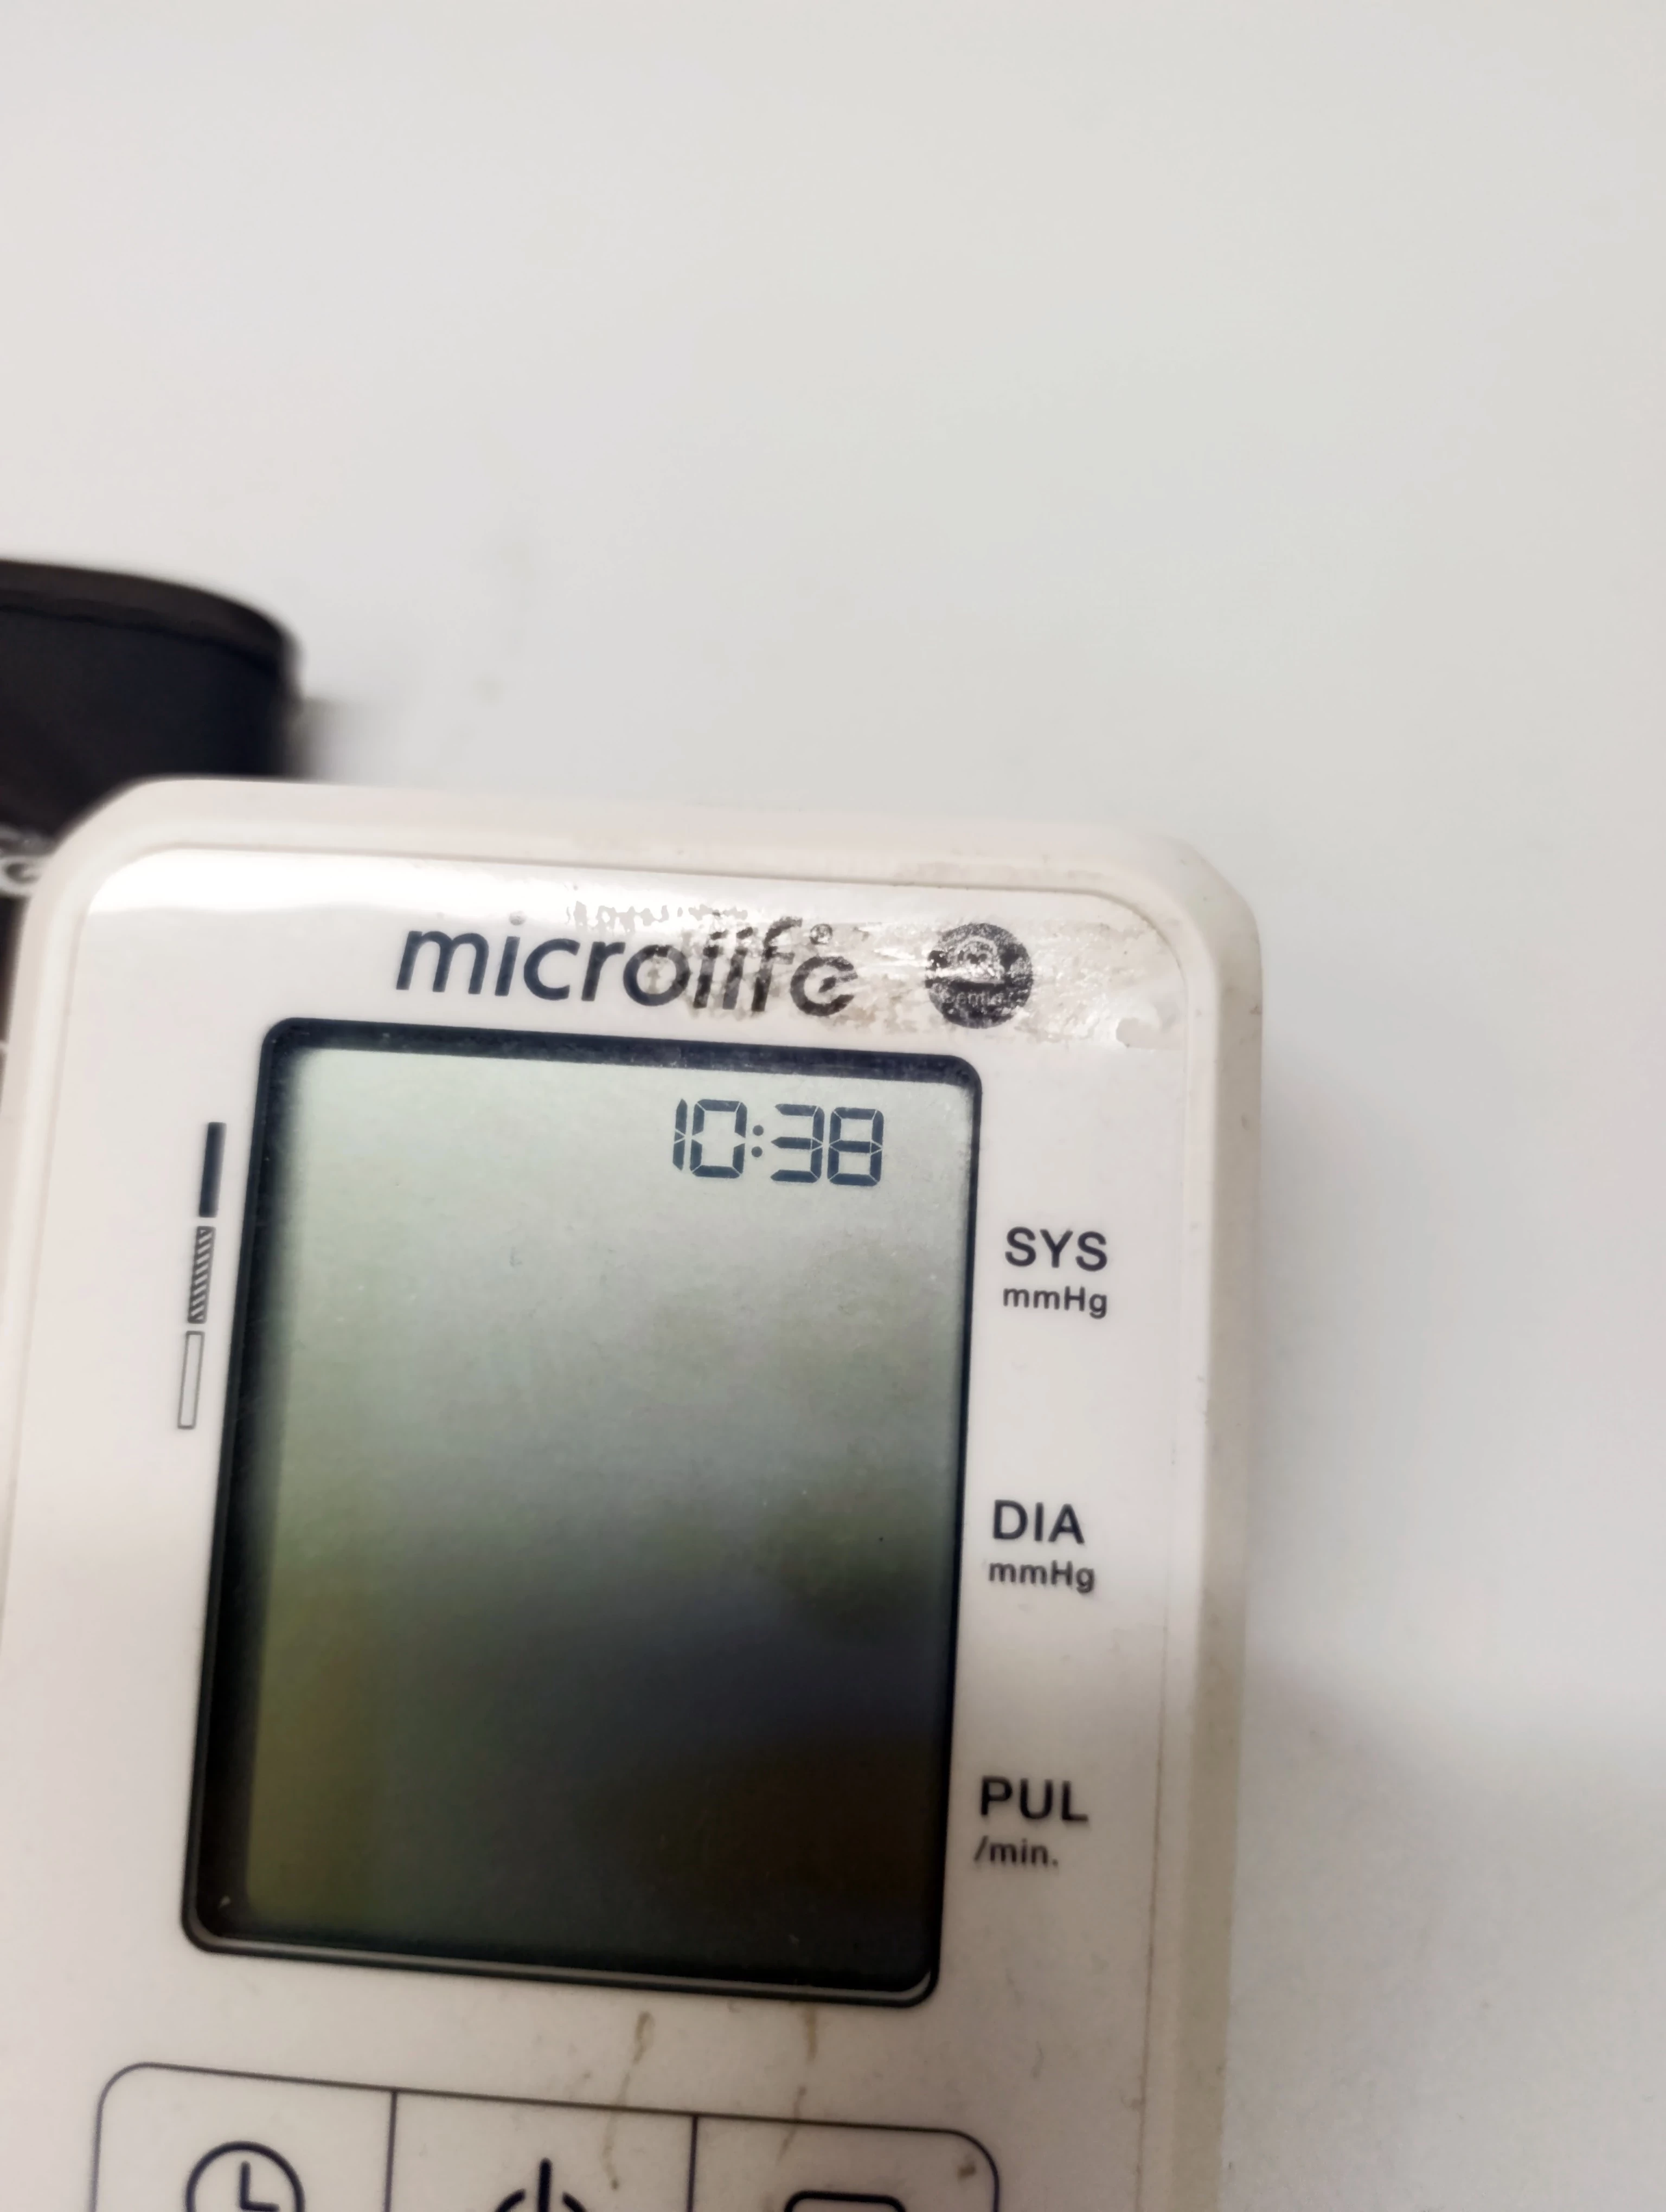 microlife
10:38
SYS
mmHg
DIA
mmHg
PUL
/min.